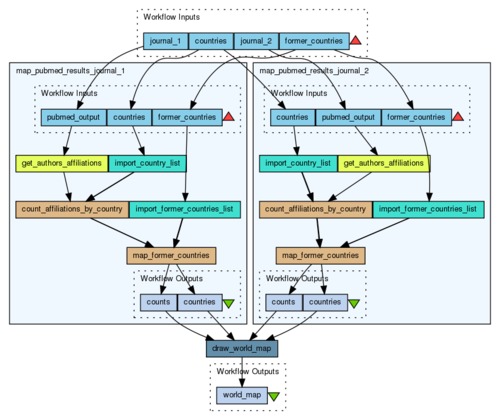 Workflow Inputs
journal_1 countries journal_2 former_countries
map_pubmed_results_journal_1
Workflow Inputs
pubmed_output countries former_countries
get_authors_affiliations import_country_list
count_affiliations_by_country import_former_countries_list
map_former_countries
Workflow Outputs
counts countries
map_pubmed_results_journal_2
Workflow Inputs
countries pubmed_output former_countries
import_country_list get_authors_affiliations
count_affiliations_by_country import_former_countries_list
map_former_countries
Workflow Outputs
counts countries
draw_world_map
Workflow Outputs
world_map